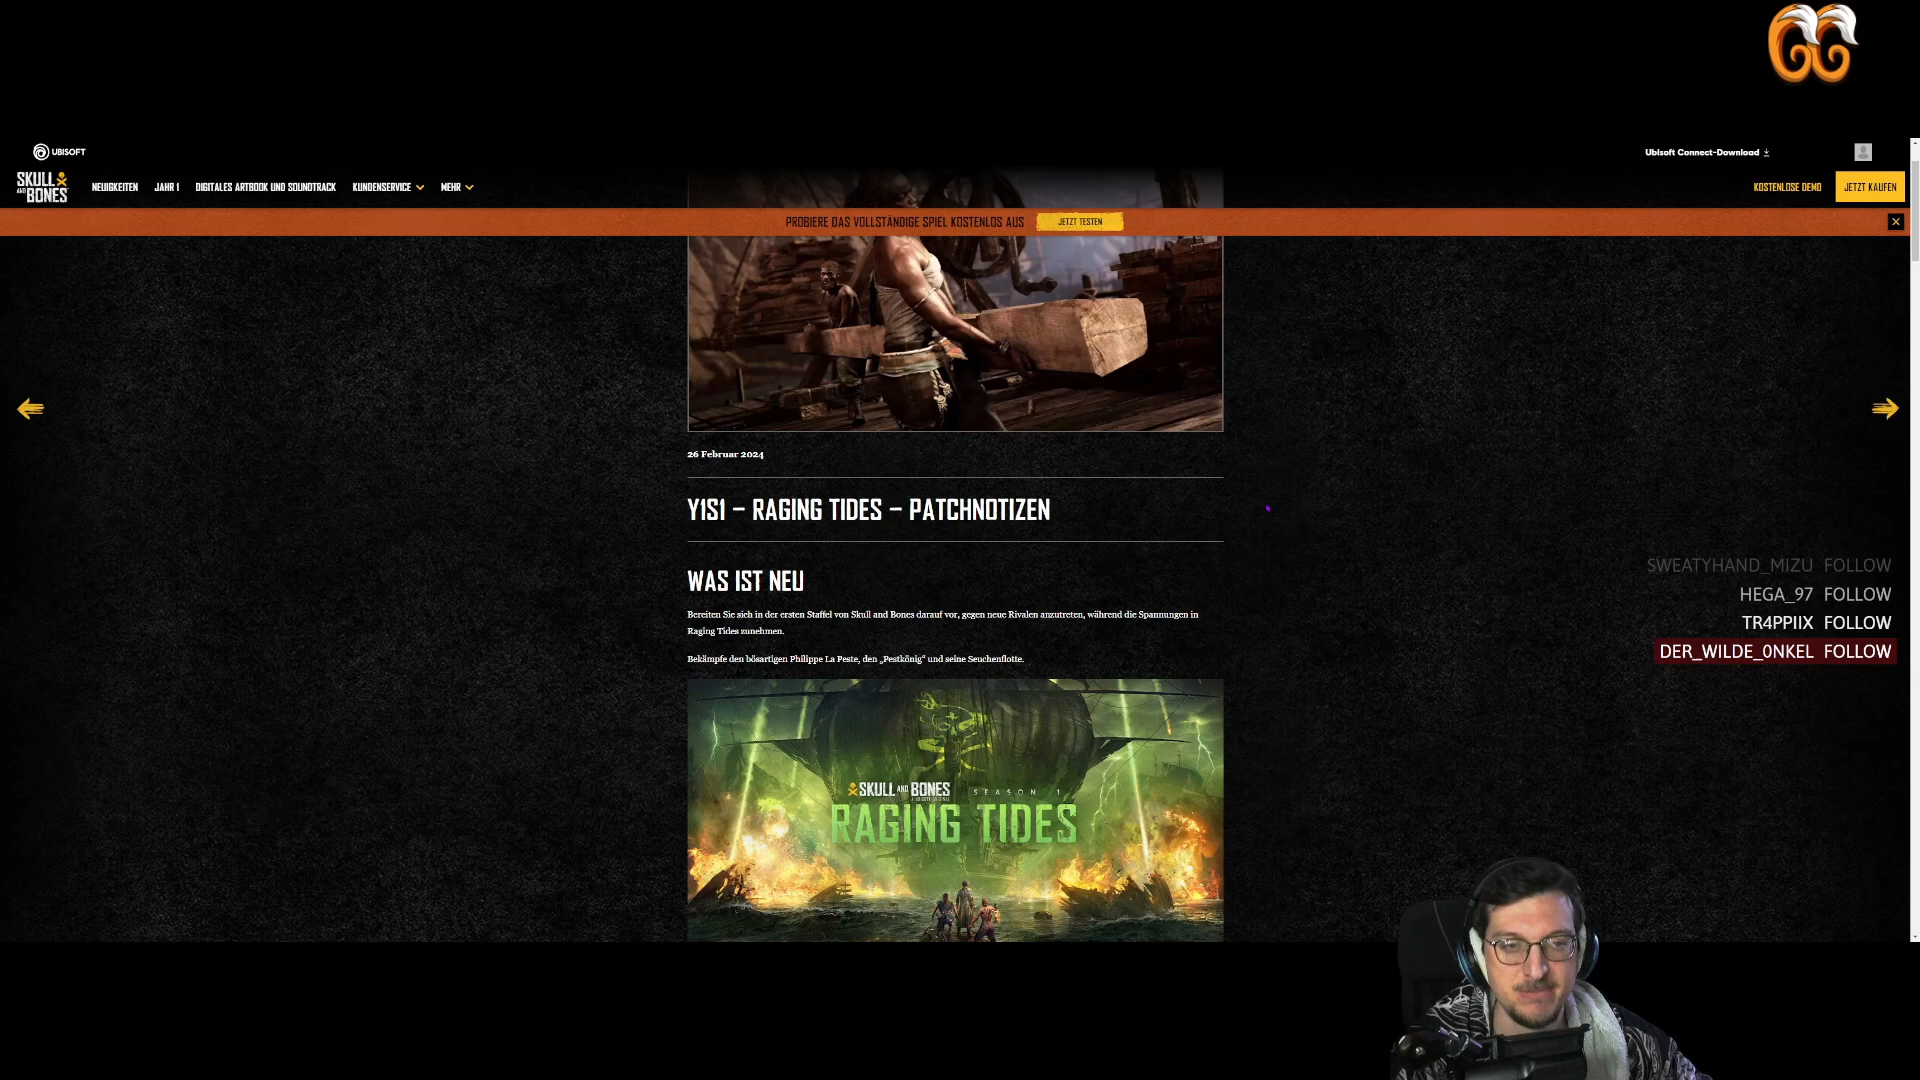 GG
UBISOFT
Ubisoft Connect-Download
SKULL AND BONES
NEUIGKEITEN JAHR 1 DIGITALES ARTBOOK UND SOUNDTRACK KUNDENSERVICE MEHR
KOSTENLOSE DEMO JETZT KAUFEN
PROBIERE DAS VOLLSTÄNDIGE SPIEL KOSTENLOS AUS JETZT TESTEN
26 Februar 2024
Y1S1 – RAGING TIDES – PATCHNOTIZEN
WAS IST NEU
Bereiten Sie sich in der ersten Staffel von Skull and Bones darauf vor, gegen neue Rivalen anzutreten, während die Spannungen in
Raging Tides zunehmen.
Bekämpfe den bösartigen Philippe La Peste, den „Pestkönig“ und seine Seuchenflotte.
SKULL AND BONES SEASON 1
RAGING TIDES
SWEATYHAND_MIZU FOLLOW
HEGA_97 FOLLOW
TR4PPIIX FOLLOW
DER_WILDE_0NKEL FOLLOW